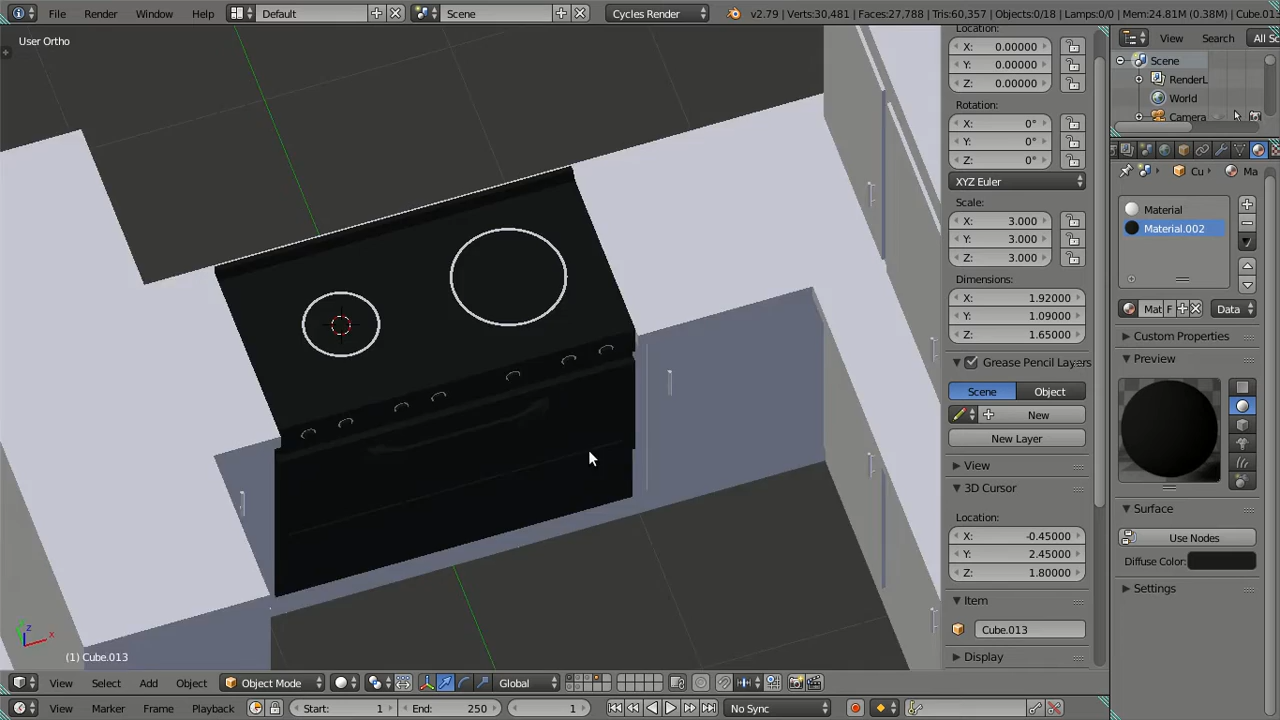 File Render Window Help Default Scene Cycles Render v2.79 | Verts:30,481 | Faces:27,788 | Tris:60,357 | Objects:0/18 | Lamps:0/0 | Mem:24.81M (0.38M) | Cube.013
User Ortho
Location:
X: 0.00000
Y: 0.00000
Z: 0.00000
Rotation:
X: 0°
Y: 0°
Z: 0°
XYZ Euler
Scale:
X: 3.000
Y: 3.000
Z: 3.000
Dimensions:
X: 1.92000
Y: 1.09000
Z: 1.65000
Grease Pencil Layers
Scene Object
New
New Layer
View
3D Cursor
Location:
X: -0.45000
Y: 2.45000
Z: 1.80000
Item
Cube.013
Display
View Search All Sc
Scene
RenderL
World
Camera
Cu Ma
Material
Material.002
Mat F Data
Custom Properties
Preview
Surface
Use Nodes
Diffuse Color:
Settings
z
x
(1) Cube.013
View Select Add Object Object Mode Global
View Marker Frame Playback Start: 1 End: 250 1 No Sync